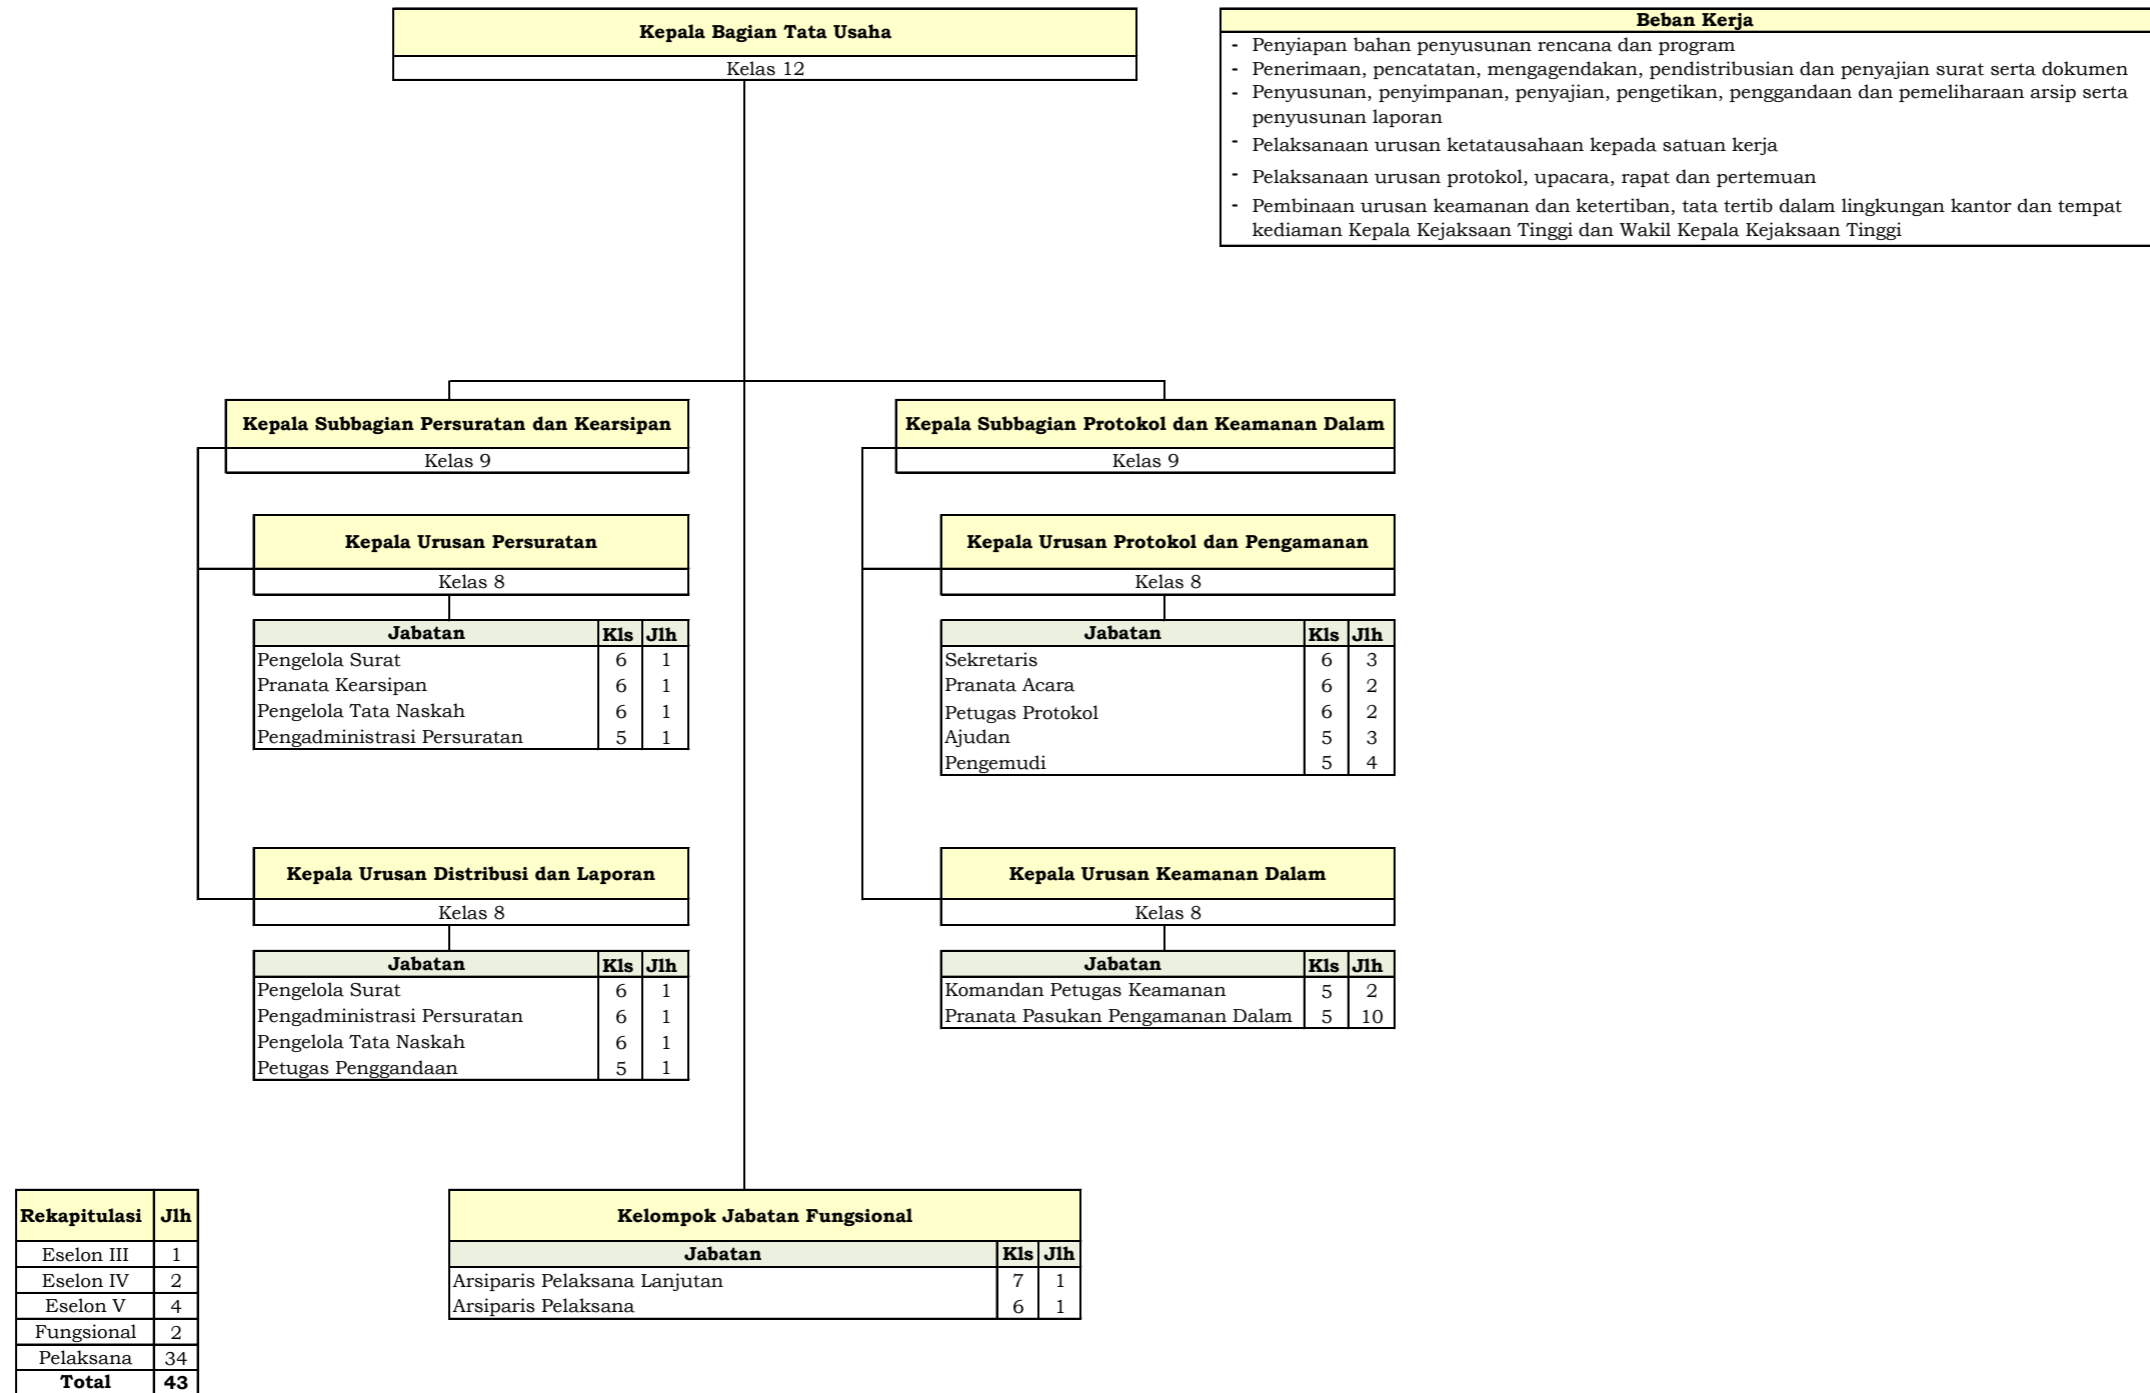 Kepala Bagian Tata Usaha
Kelas 12
Beban Kerja
- Penyiapan bahan penyusunan rencana dan program
- Penerimaan, pencatatan, mengagendakan, pendistribusian dan penyajian surat serta dokumen
- Penyusunan, penyimpanan, penyajian, pengetikan, penggandaan dan pemeliharaan arsip serta
penyusunan laporan
- Pelaksanaan urusan ketatausahaan kepada satuan kerja
- Pelaksanaan urusan protokol, upacara, rapat dan pertemuan
- Pembinaan urusan keamanan dan ketertiban, tata tertib dalam lingkungan kantor dan tempat
kediaman Kepala Kejaksaan Tinggi dan Wakil Kepala Kejaksaan Tinggi
Kepala Subbagian Persuratan dan Kearsipan
Kelas 9
Kepala Urusan Persuratan
Kelas 8
Jabatan Kls Jlh
Pengelola Surat 6 1
Pranata Kearsipan 6 1
Pengelola Tata Naskah 6 1
Pengadministrasi Persuratan 5 1
Kepala Urusan Distribusi dan Laporan
Kelas 8
Jabatan Kls Jlh
Pengelola Surat 6 1
Pengadministrasi Persuratan 6 1
Pengelola Tata Naskah 6 1
Petugas Penggandaan 5 1
Kepala Subbagian Protokol dan Keamanan Dalam
Kelas 9
Kepala Urusan Protokol dan Pengamanan
Kelas 8
Jabatan Kls Jlh
Sekretaris 6 3
Pranata Acara 6 2
Petugas Protokol 6 2
Ajudan 5 3
Pengemudi 5 4
Kepala Urusan Keamanan Dalam
Kelas 8
Jabatan Kls Jlh
Komandan Petugas Keamanan 5 2
Pranata Pasukan Pengamanan Dalam 5 10
Rekapitulasi Jlh
Eselon III 1
Eselon IV 2
Eselon V 4
Fungsional 2
Pelaksana 34
Total 43
Kelompok Jabatan Fungsional
Jabatan Kls Jlh
Arsiparis Pelaksana Lanjutan 7 1
Arsiparis Pelaksana 6 1